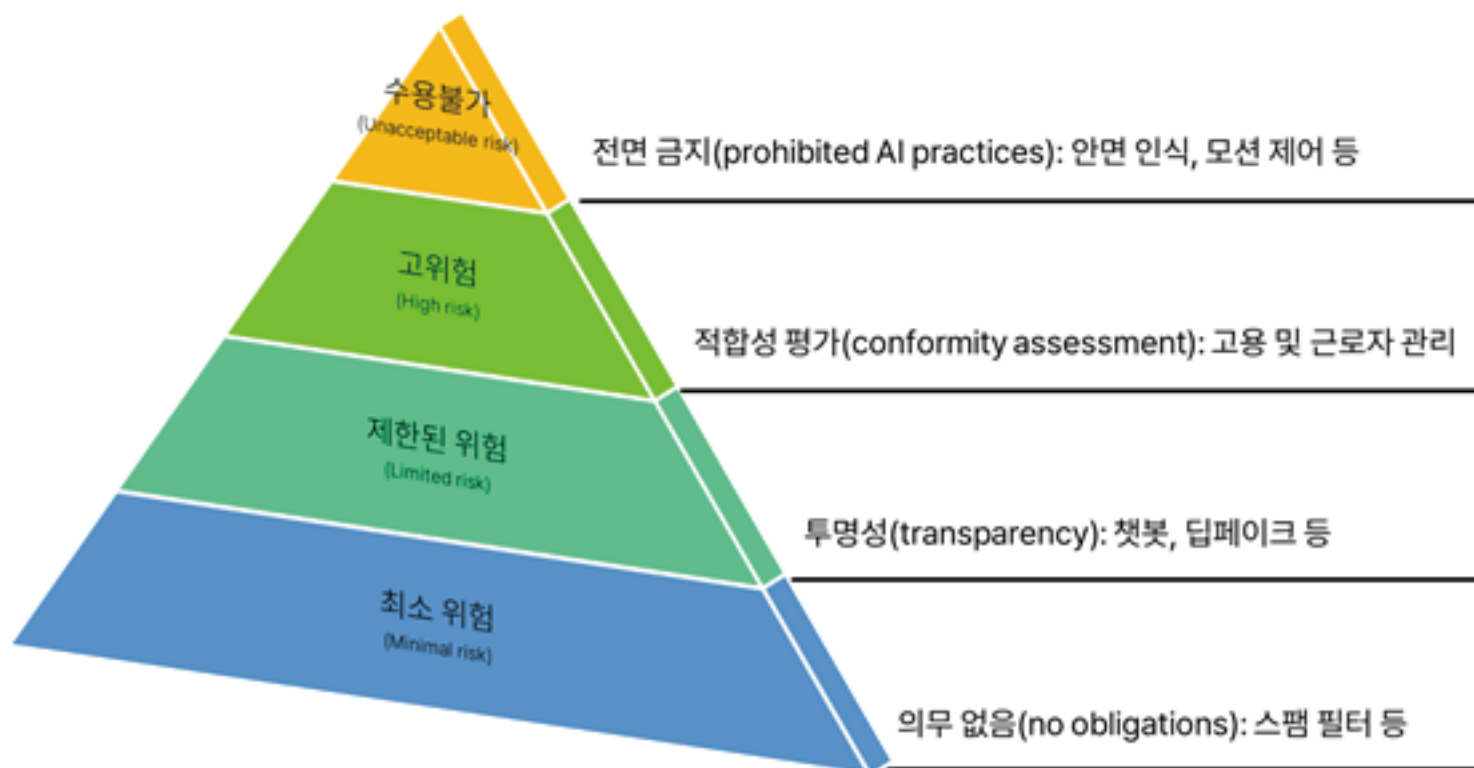 수용불가
(Unacceptable risk)
전면 금지(prohibited AI practices): 안면 인식, 모션 제어 등
고위험
(High risk)
적합성 평가(conformity assessment): 고용 및 근로자 관리
제한된 위험
(Limited risk)
투명성(transparency): 챗봇, 딥페이크 등
최소 위험
(Minimal risk)
의무 없음(no obligations): 스팸 필터 등